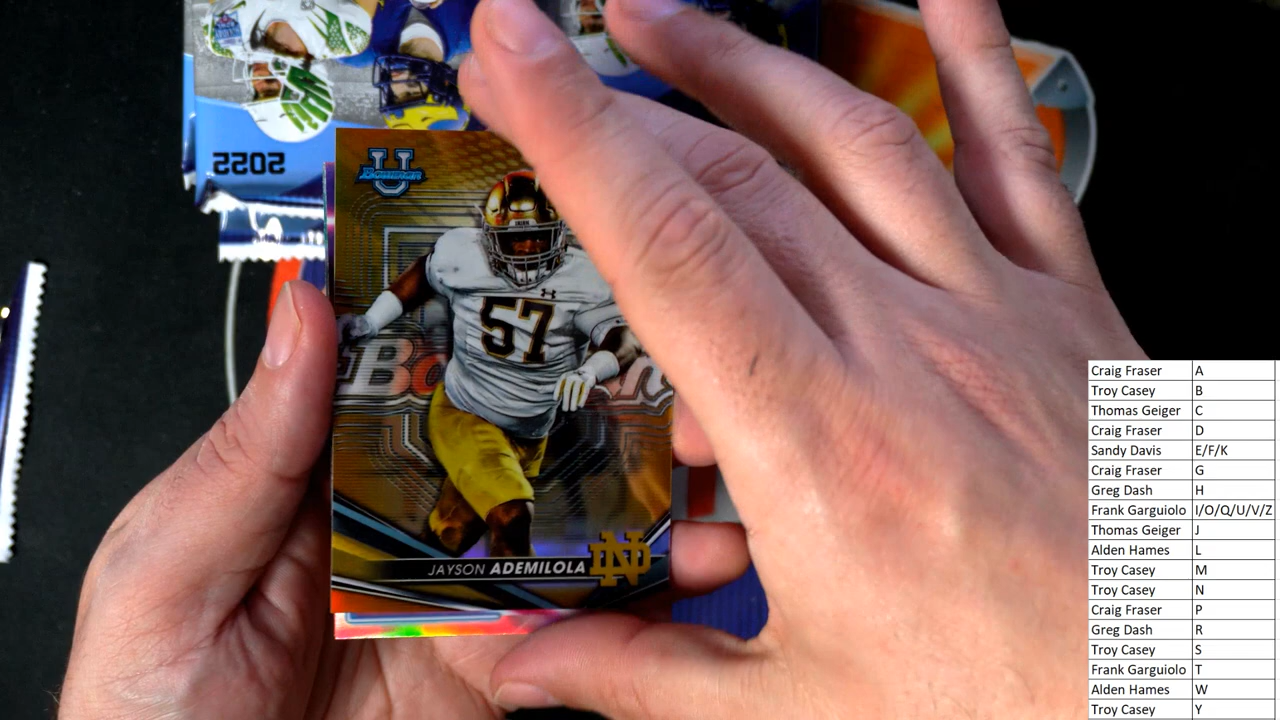 2022
U
Bowman
IRISH
57
Bo
JAYSON ADEMILOLA
ND
Craig Fraser A
Troy Casey B
Thomas Geiger C
Craig Fraser D
Sandy Davis E/F/K
Craig Fraser G
Greg Dash H
Frank Garguiolo I/O/Q/U/V/Z
Thomas Geiger J
Alden Hames L
Troy Casey M
Troy Casey N
Craig Fraser P
Greg Dash R
Troy Casey S
Frank Garguiolo T
Alden Hames W
Troy Casey Y